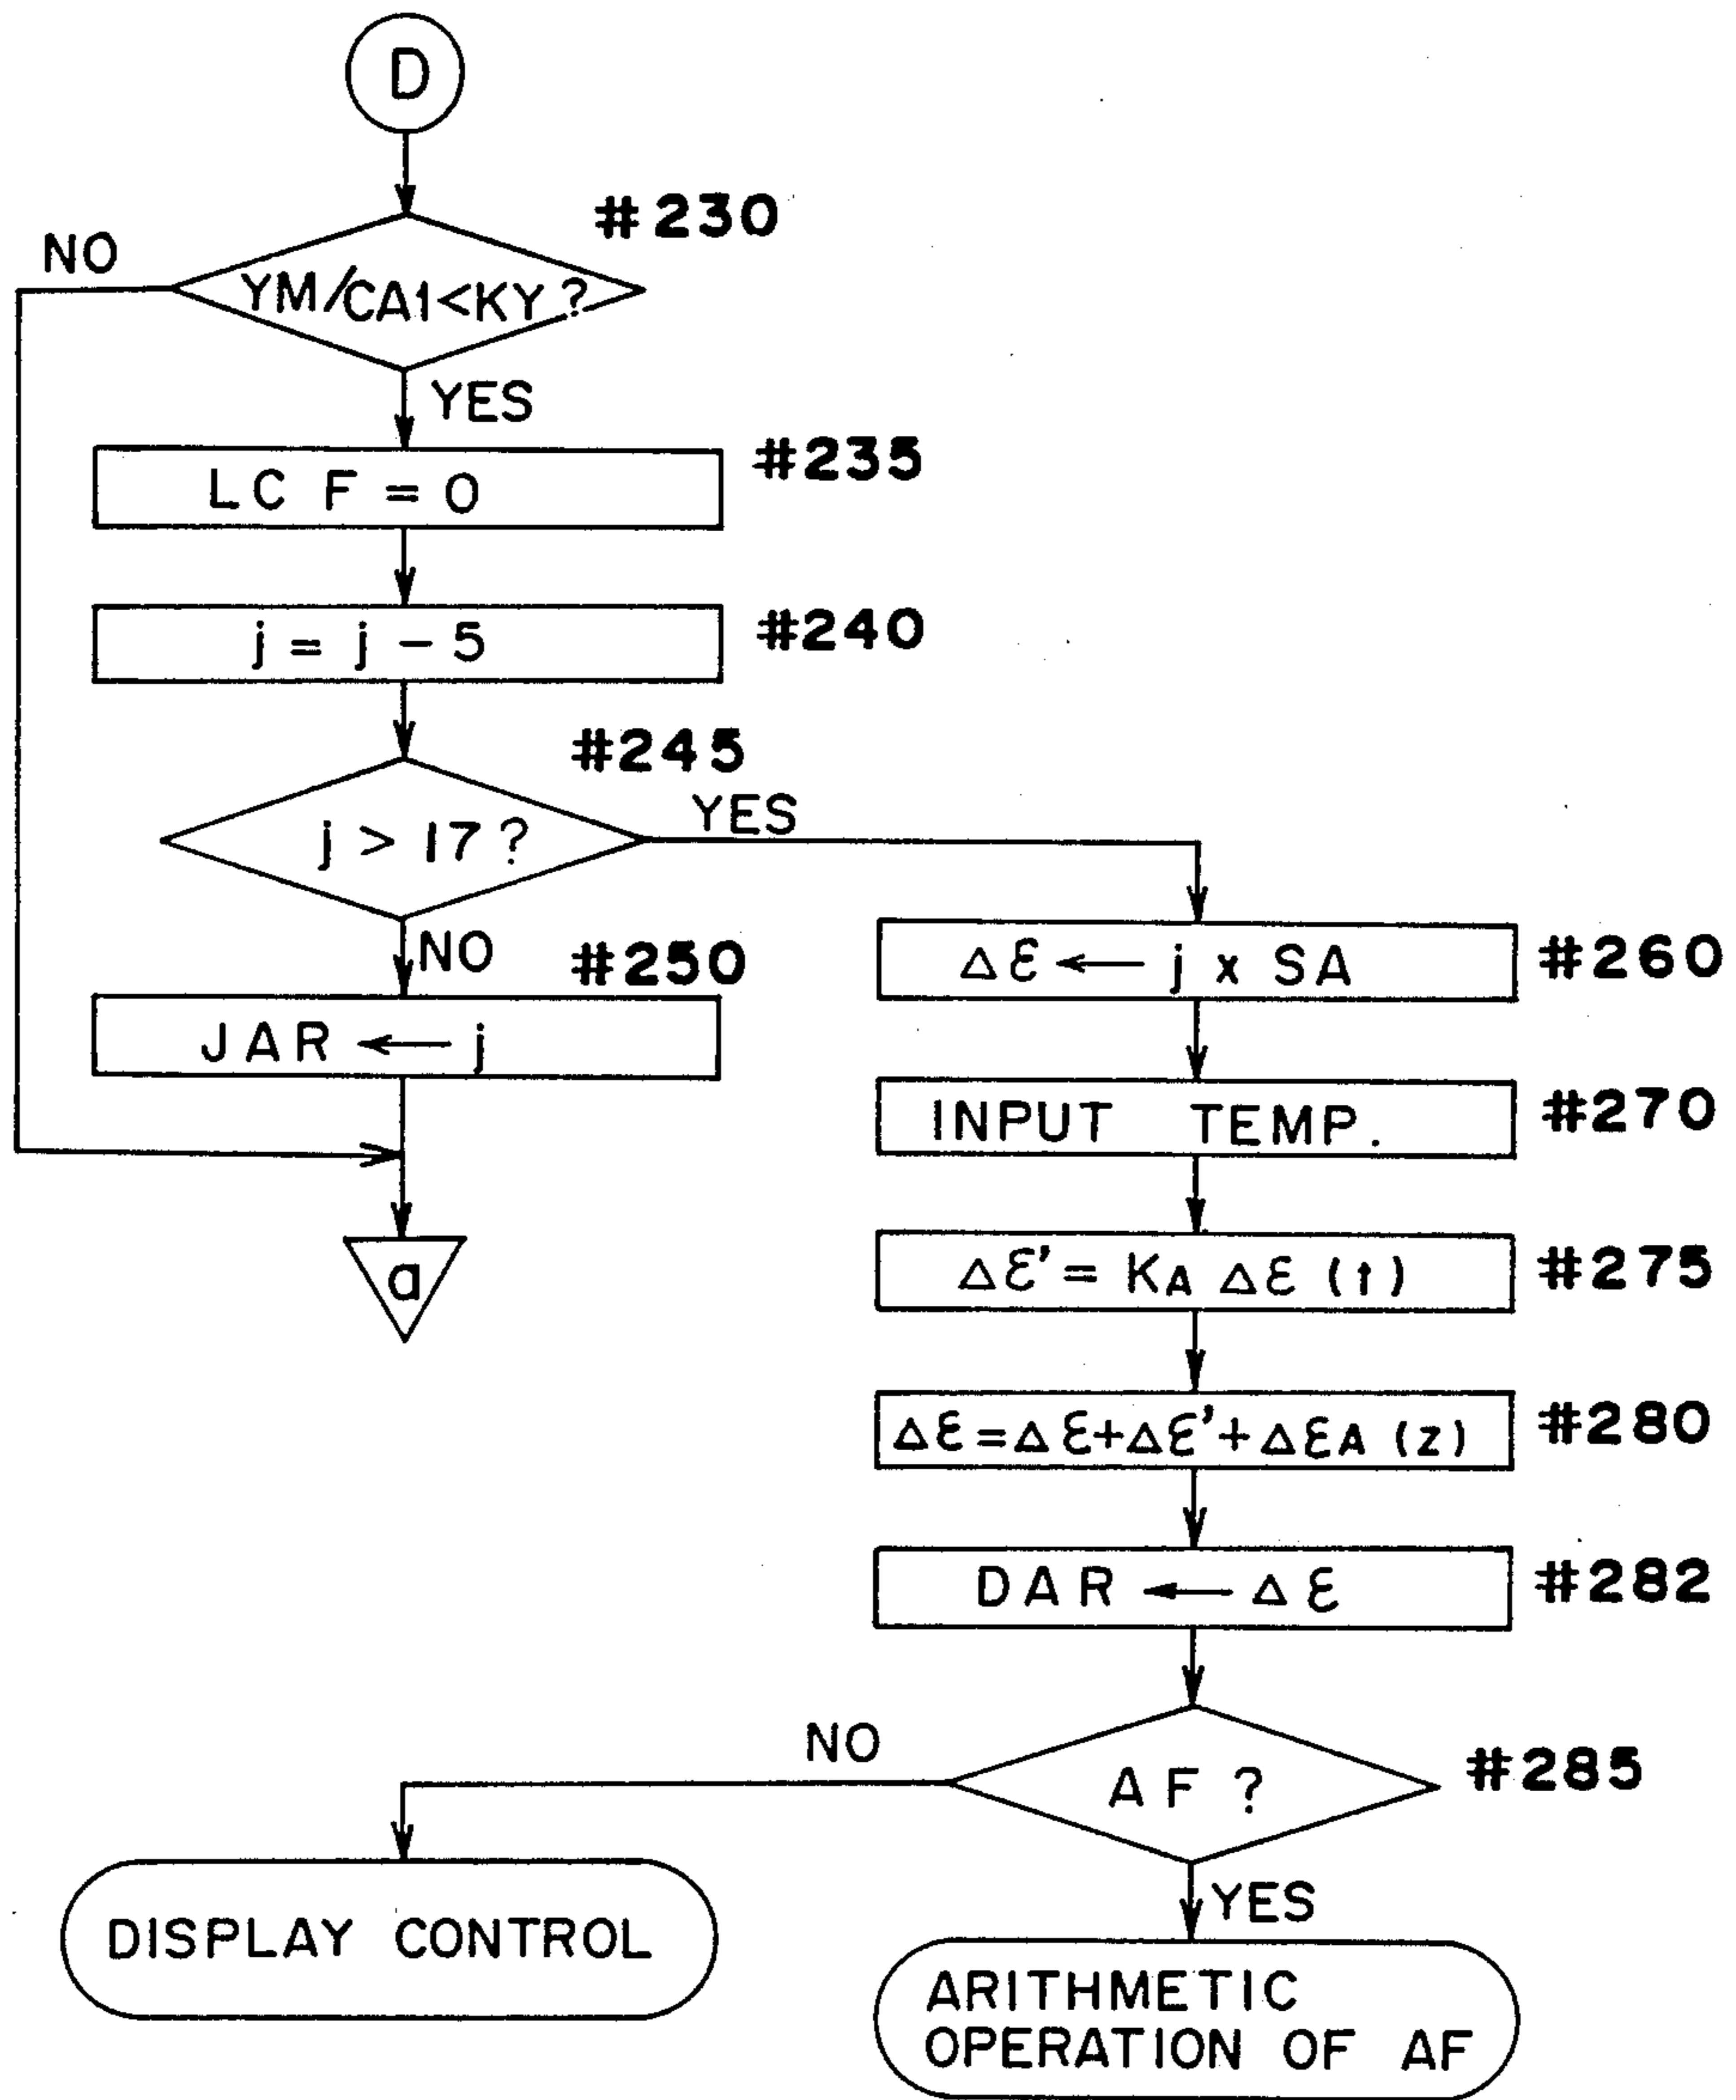 D
#230
NO
YM/CA1<KY?
YES
LC F = 0
#235
j = j - 5
#240
#245
j > 17 ?
YES
NO
#250
JAR ← j
a
Δε ← j x SA
#260
INPUT TEMP.
#270
Δε' = KA Δε (t)
#275
Δε=Δε+Δε'+ΔεA (z)
#280
DAR ← Δε
#282
NO
AF ?
#285
YES
DISPLAY CONTROL
ARITHMETIC
OPERATION OF AF